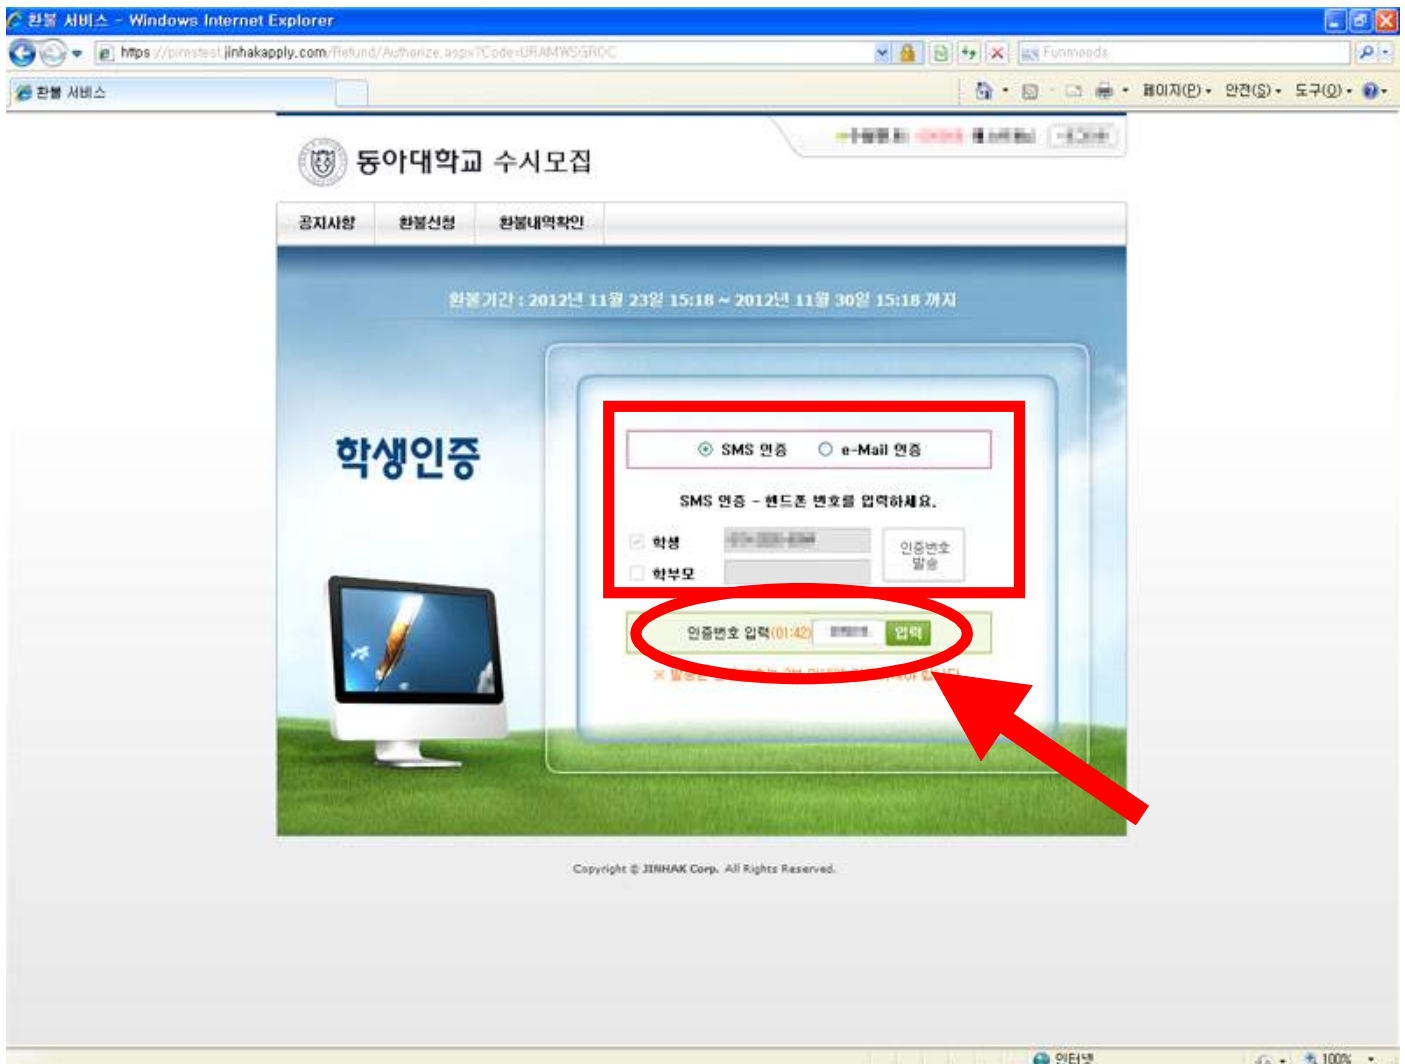 환불 서비스 - Windows Internet Explorer
https://pirnstest.jinhakapply.com/Refund/Authorize.aspx?Code=URAMWSGROC
Funmoods
환불 서비스
페이지(P) 안전(S) 도구(O)
동아대학교 수시모집
공지사항 환불신청 환불내역확인
환불기간 : 2012년 11월 23일 15:18 ~ 2012년 11월 30일 15:18 까지
학생인증
SMS 인증 e-Mail 인증
SMS 인증 - 핸드폰 번호를 입력하세요.
학생
인증번호
발송
학부모
인증번호 입력(01:42) 입력
Copyright © JINHAK Corp. All Rights Reserved.
인터넷
100%